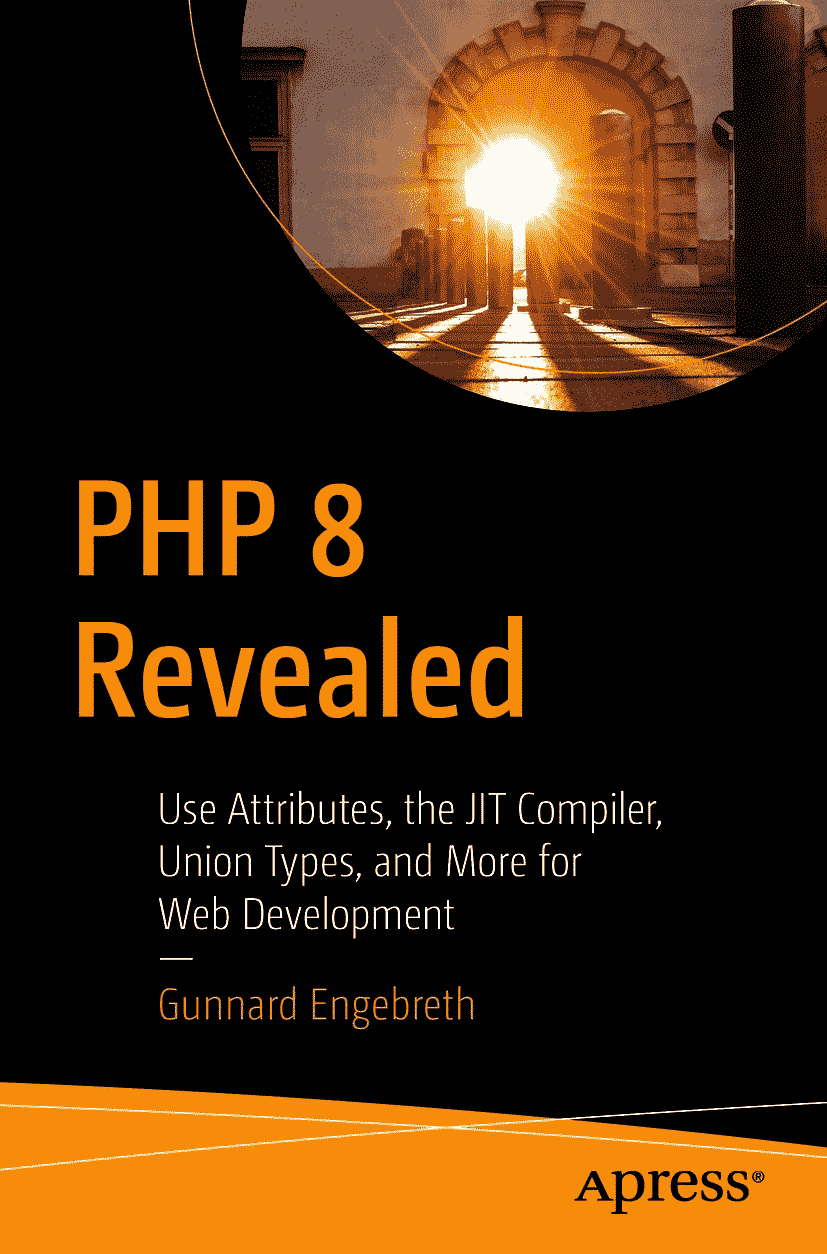 PHP 8
Revealed
Use Attributes, the JIT Compiler,
Union Types, and More for
Web Development
—
Gunnard Engebreth
Apress®